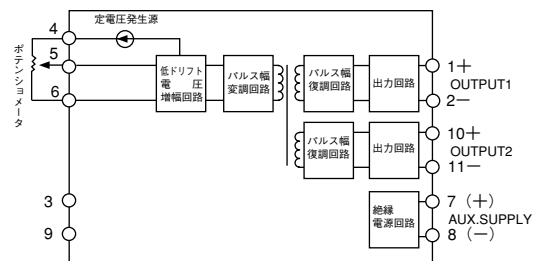 定電圧発生源
4
5
6
ポテンショメータ
低ドリフト
電圧
増幅回路
パルス幅
変調回路
パルス幅
復調回路
出力回路
1+
OUTPUT1
2−
パルス幅
復調回路
出力回路
10+
OUTPUT2
11−
3
9
絶縁
電源回路
7（+）
AUX.SUPPLY
8（−）